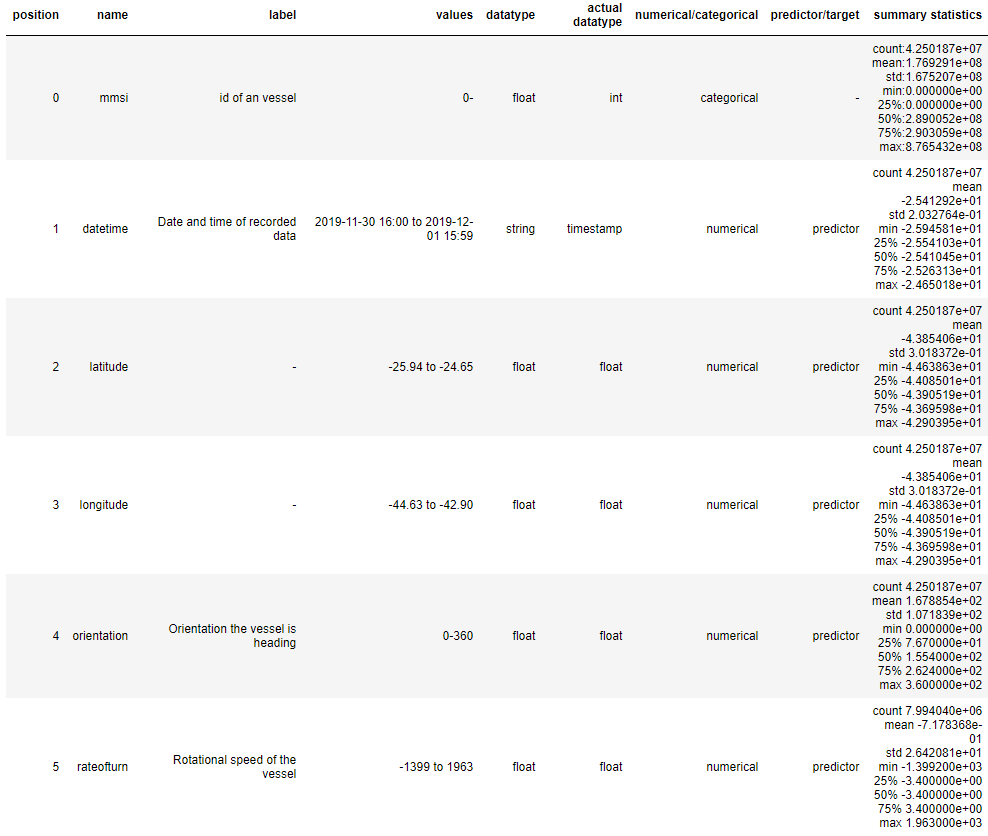 position name label values datatype actual datatype numerical/categorical predictor/target summary statistics
count:4.250187e+07
mean:1.769291e+08
std:1.675207e+08
min:0.000000e+00
0 mmsi id of an vessel 0- float int categorical - 25%:0.000000e+00
50%:2.890052e+08
75%:2.903059e+08
max:8.765432e+08
count 4.250187e+07
mean
-2.541292e+01
std 2.032764e-01
1 datetime Date and time of recorded data 2019-11-30 16:00 to 2019-12-01 15:59 string timestamp numerical predictor min -2.594581e+01
25% -2.554103e+01
50% -2.541045e+01
75% -2.526313e+01
max -2.465018e+01
count 4.250187e+07
mean
-4.385406e+01
std 3.018372e-01
2 latitude - -25.94 to -24.65 float float numerical predictor min -4.463863e+01
25% -4.408501e+01
50% -4.390519e+01
75% -4.369598e+01
max -4.290395e+01
count 4.250187e+07
mean
-4.385406e+01
std 3.018372e-01
3 longitude - -44.63 to -42.90 float float numerical predictor min -4.463863e+01
25% -4.408501e+01
50% -4.390519e+01
75% -4.369598e+01
max -4.290395e+01
count 4.250187e+07
mean 1.678854e+02
std 1.071839e+02
4 orientation Orientation the vessel is heading 0-360 float float numerical predictor min 0.000000e+00
25% 7.670000e+01
50% 1.554000e+02
75% 2.624000e+02
max 3.600000e+02
count 7.994040e+06
mean -7.178368e-
01
std 2.642081e+01
5 rateofturn Rotational speed of the vessel -1399 to 1963 float float numerical predictor min -1.399200e+03
25% -3.400000e+00
50% -3.400000e+00
75% 3.400000e+00
max 1.963000e+03